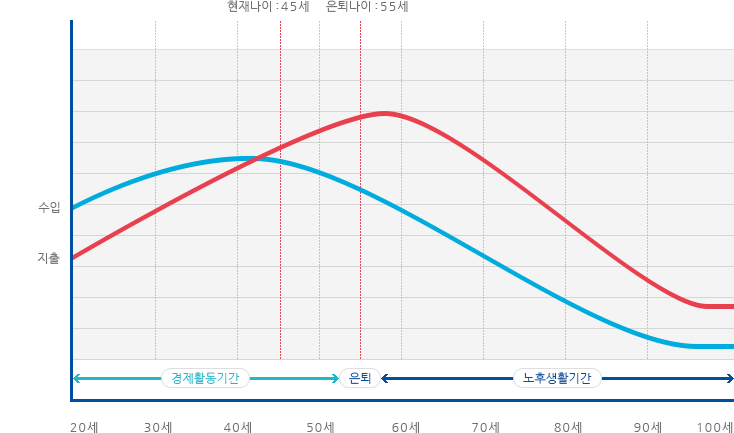 현재나이 : 45세 은퇴나이 : 55세
수입
지출
경제활동기간 은퇴 노후생활기간
20세 30세 40세 50세 60세 70세 80세 90세 100세